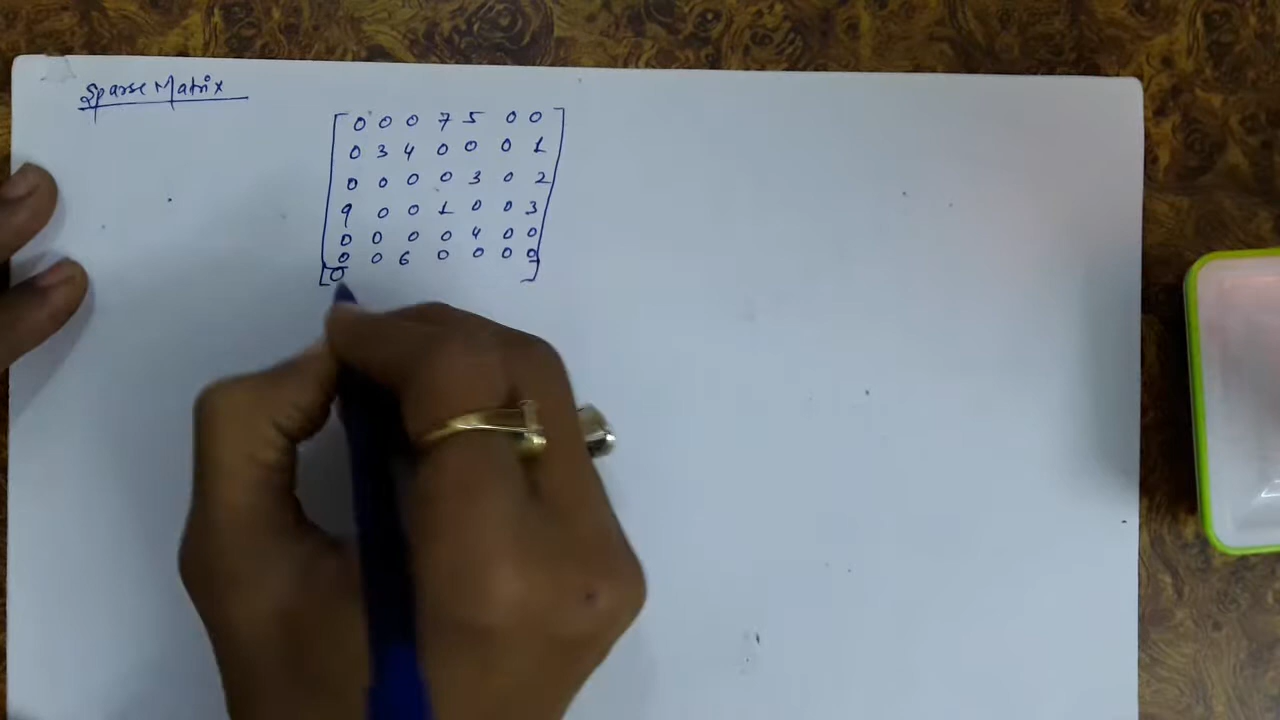 Sparse Matrix
0 0 0 7 5 0 0
0 3 4 0 0 0 1
0 0 0 0 3 0 2
9 0 0 1 0 0 3
0 0 0 0 4 0 0
0 0 6 0 0 0 0
0